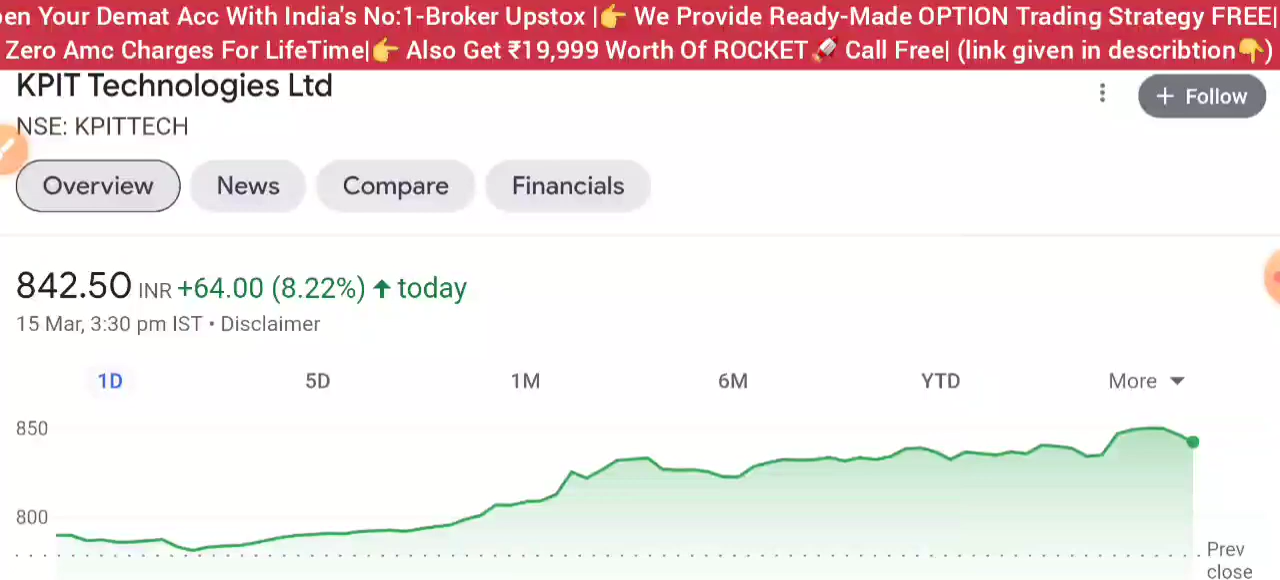 en Your Demat Acc With India's No:1-Broker Upstox |👉 We Provide Ready-Made OPTION Trading Strategy FREE|
Zero Amc Charges For LifeTime|👉 Also Get ₹19,999 Worth Of ROCKET🚀 Call Free| (link given in describtion👇)
KPIT Technologies Ltd
+ Follow
NSE: KPITTECH
Overview News Compare Financials
842.50 INR +64.00 (8.22%) ↑ today
15 Mar, 3:30 pm IST • Disclaimer
1D 5D 1M 6M YTD More
850
800
Prev
close